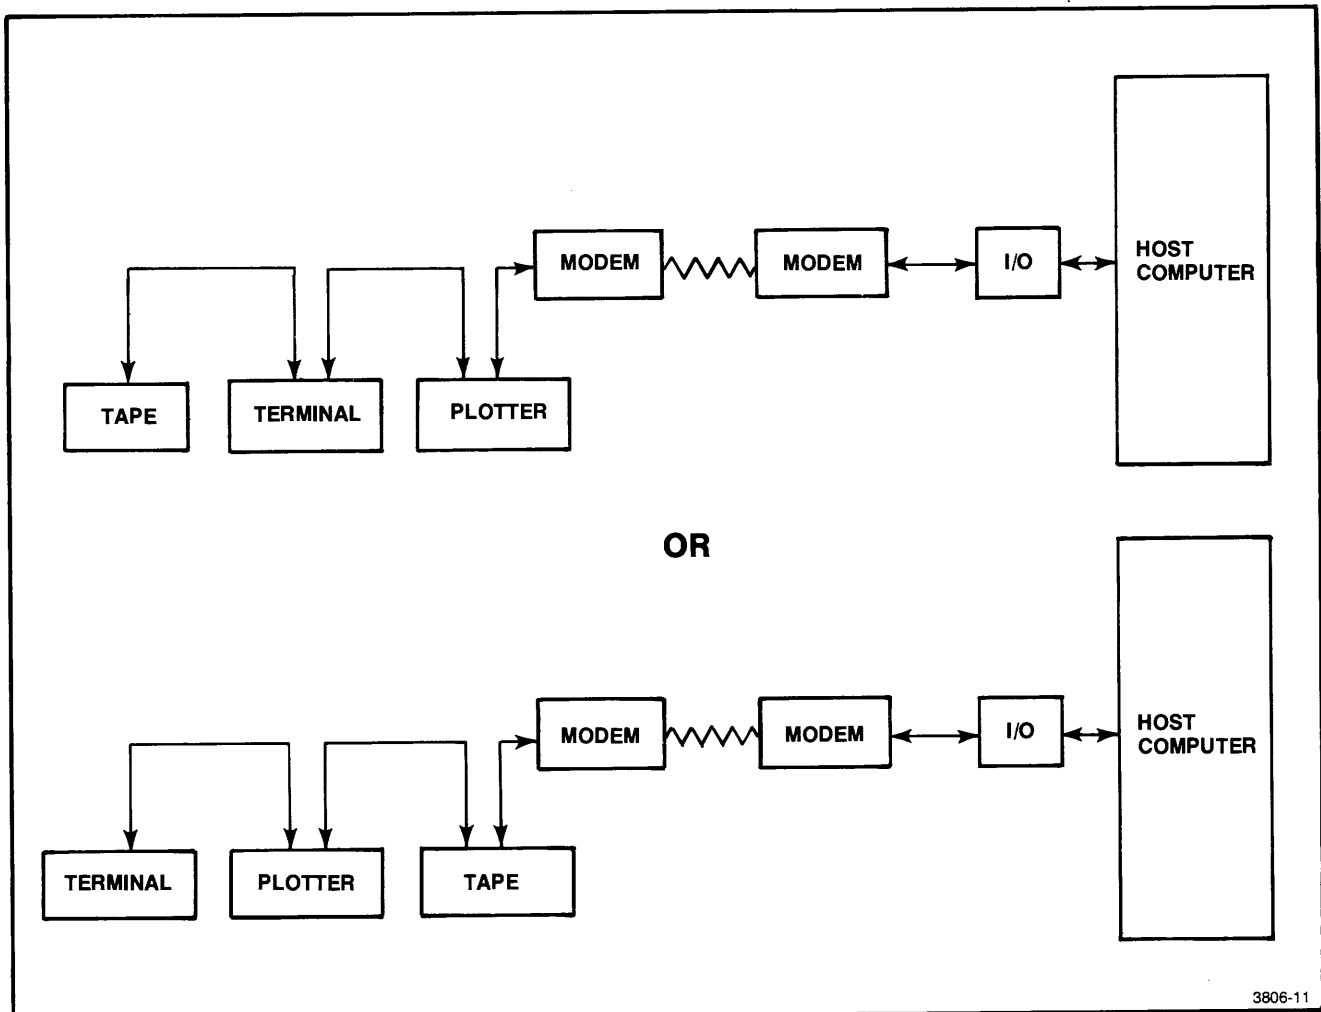 MODEM
MODEM
I/O
HOST
COMPUTER
TAPE
TERMINAL
PLOTTER
OR
MODEM
MODEM
I/O
HOST
COMPUTER
TERMINAL
PLOTTER
TAPE
3806-11